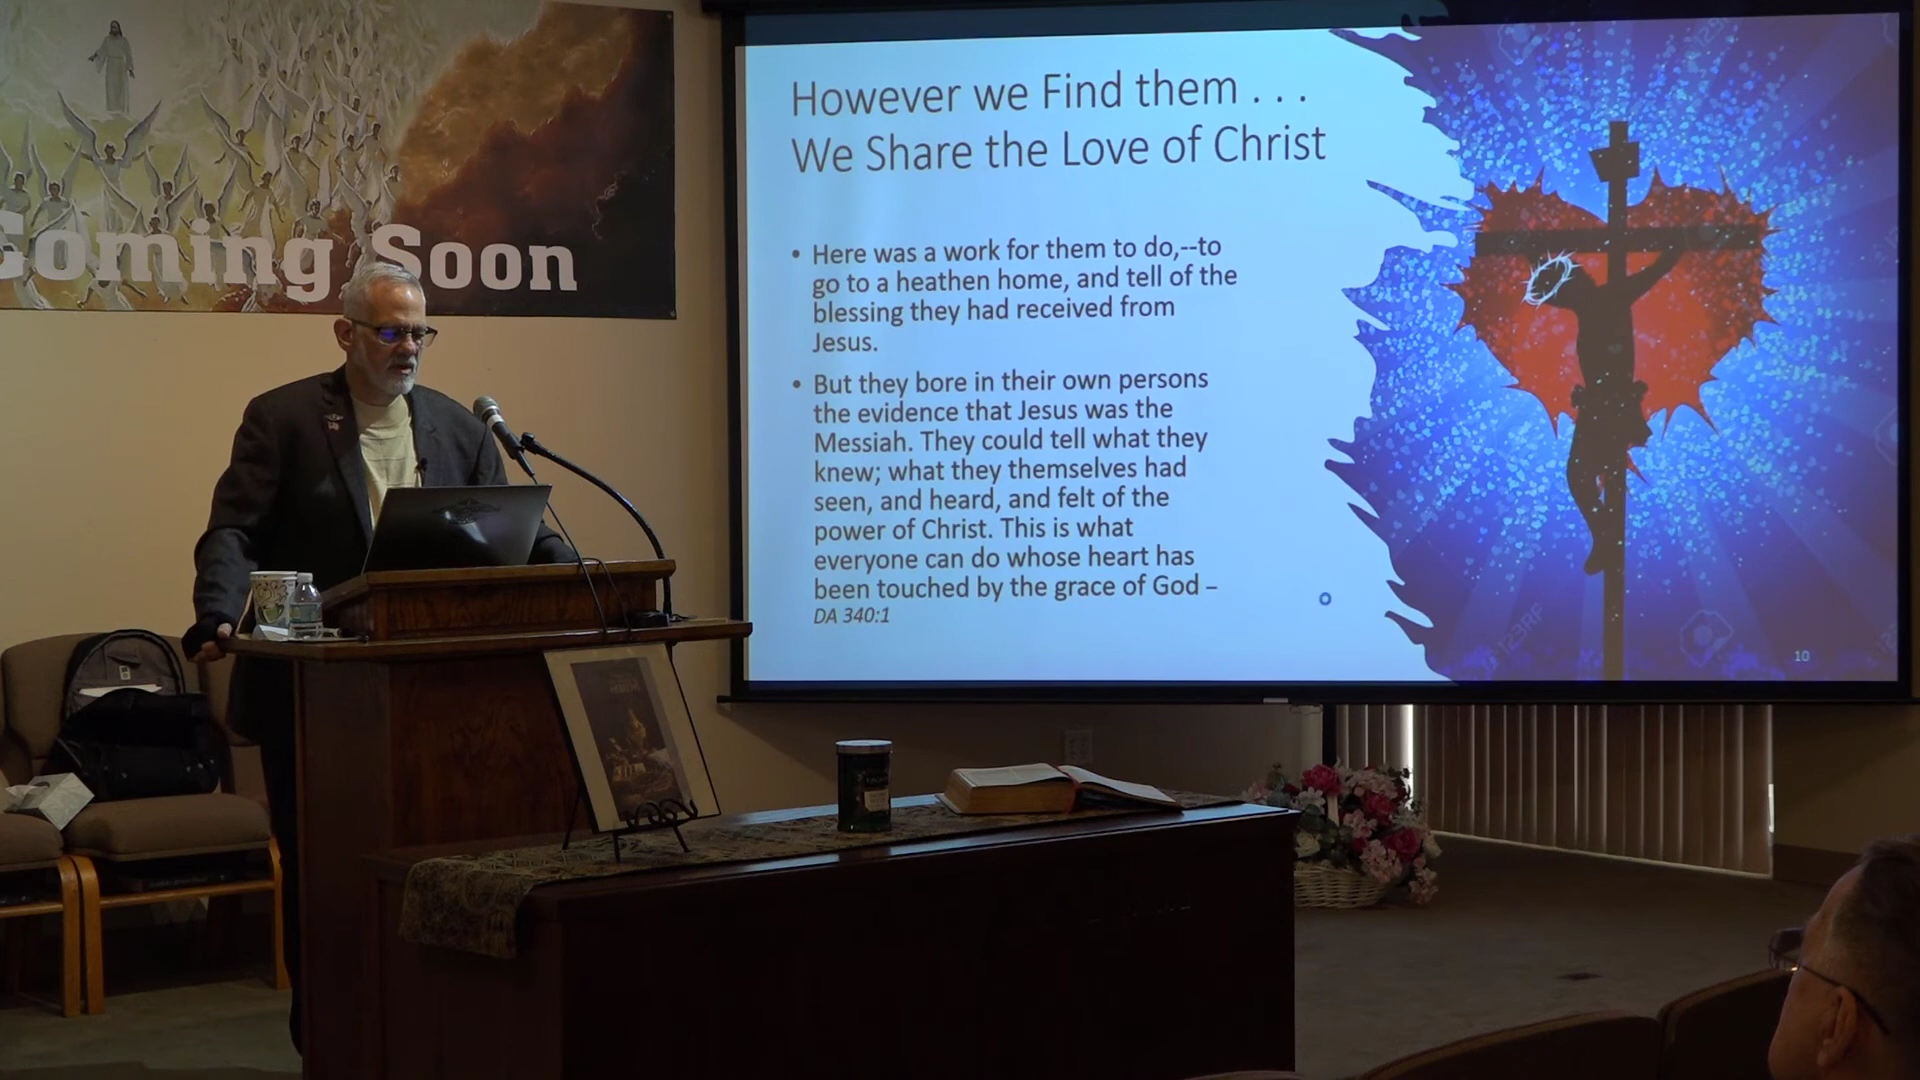 Coming Soon
However we Find them . . .
We Share the Love of Christ
• Here was a work for them to do,--to
go to a heathen home, and tell of the
blessing they had received from
Jesus.
• But they bore in their own persons
the evidence that Jesus was the
Messiah. They could tell what they
knew; what they themselves had
seen, and heard, and felt of the
power of Christ. This is what
everyone can do whose heart has
been touched by the grace of God –
DA 340:1
123RF
10